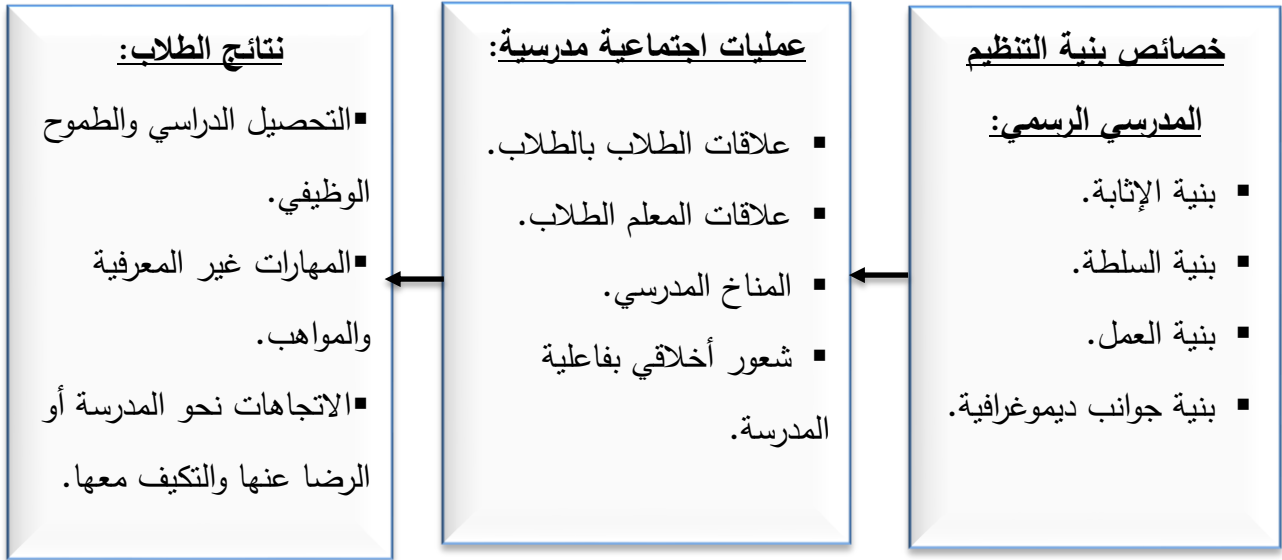 خصائص بنية التنظيم
المدرسي الرسمي:
▪ بنية الإثابة.
▪ بنية السلطة.
▪ بنية العمل.
▪ بنية جوانب ديموغرافية.
عمليات اجتماعية مدرسية:
▪ علاقات الطلاب بالطلاب.
▪ علاقات المعلم الطلاب.
▪ المناخ المدرسي.
▪ شعور أخلاقي بفاعلية
المدرسة.
نتائج الطلاب:
▪التحصيل الدراسي والطموح
الوظيفي.
▪المهارات غير المعرفية
والمواهب.
▪الاتجاهات نحو المدرسة أو
الرضا عنها والتكيف معها.